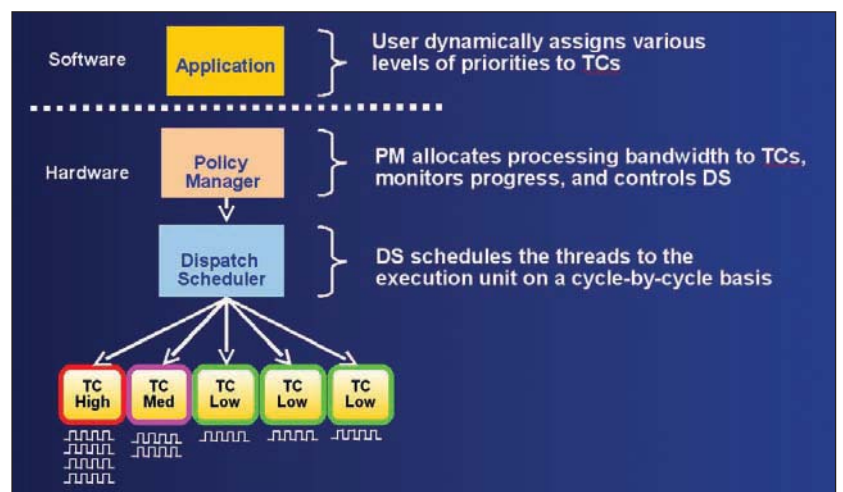 Software
Application
User dynamically assigns various
levels of priorities to TCs
Hardware
Policy
Manager
PM allocates processing bandwidth to TCs,
monitors progress, and controls DS
Dispatch
Scheduler
DS schedules the threads to the
execution unit on a cycle-by-cycle basis
TC
High
TC
Med
TC
Low
TC
Low
TC
Low